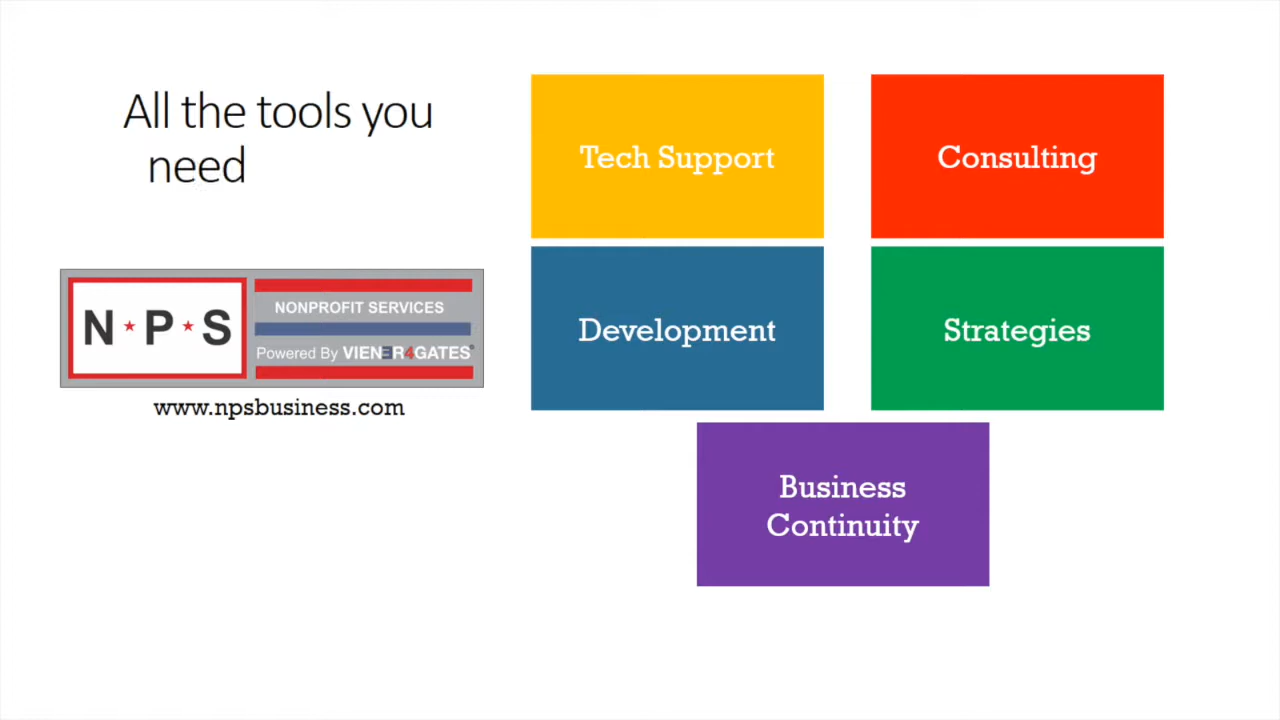 All the tools you
need
N★P★S
NONPROFIT SERVICES
Powered By VIENER4GATES®
www.npsbusiness.com
Tech Support
Consulting
Development
Strategies
Business
Continuity